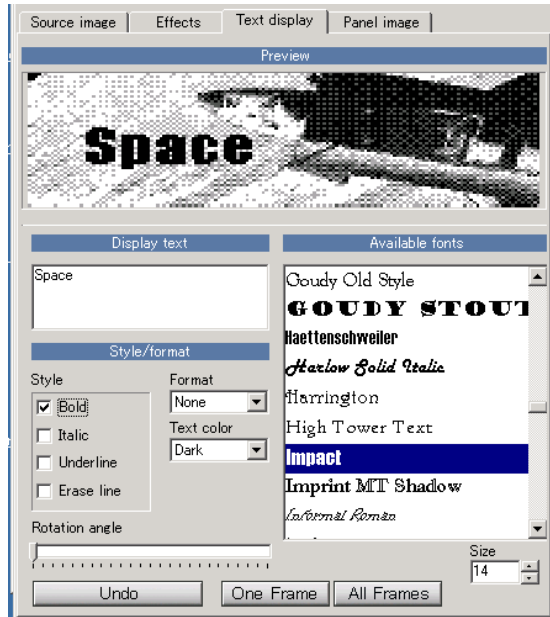 Source image
Effects
Text display
Panel image
Preview
Space
Display text
Space
Style/format
Style
Bold
Italic
Underline
Erase line
Format
None
Text color
Dark
Rotation angle
Available fonts
Goudy Old Style
GOUDY STOUT
Haettenschweiler
Harlow Solid Italic
Harrington
High Tower Text
Impact
Imprint MT Shadow
Informal Roman
Size
14
Undo
One Frame
All Frames